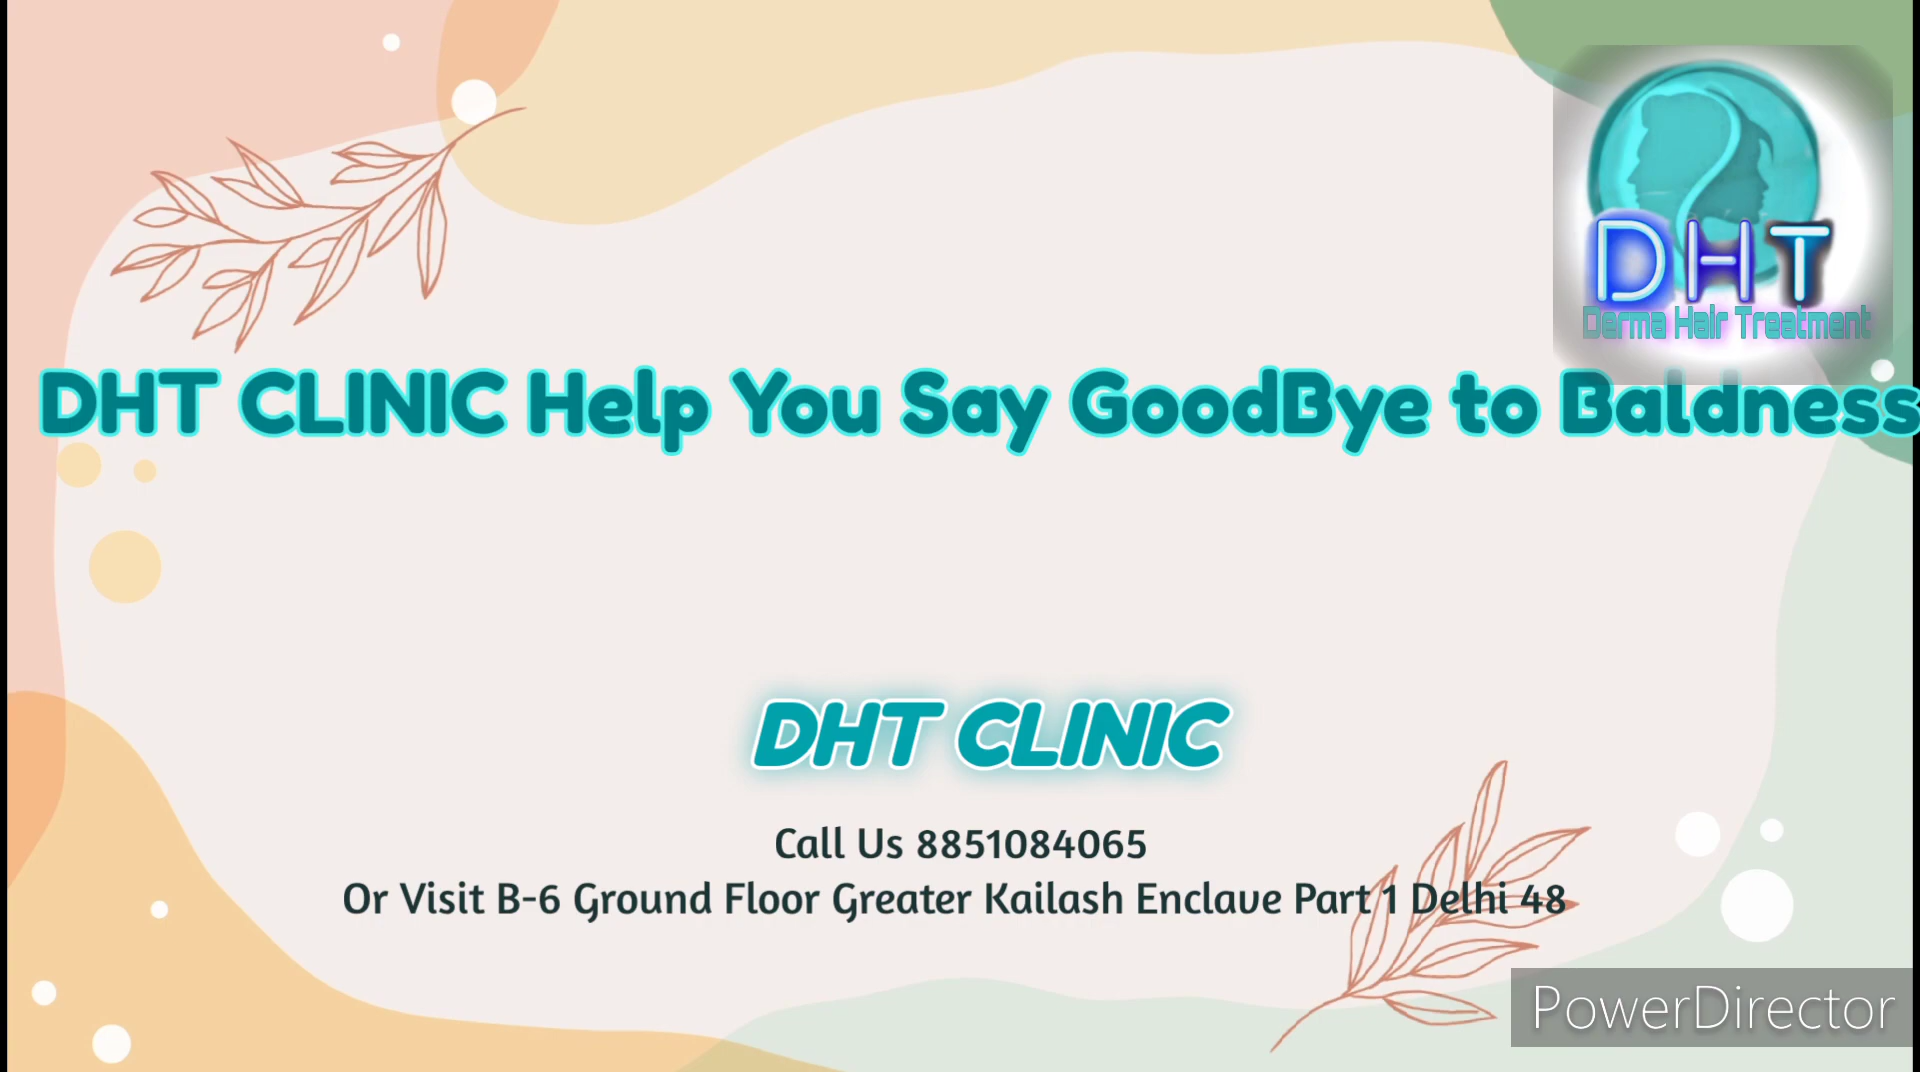 DHT
Derma Hair Treatment
DHT CLINIC Help You Say GoodBye to Baldness
DHT CLINIC
Call Us 8851084065
Or Visit B-6 Ground Floor Greater Kailash Enclave Part 1 Delhi 48
PowerDirector